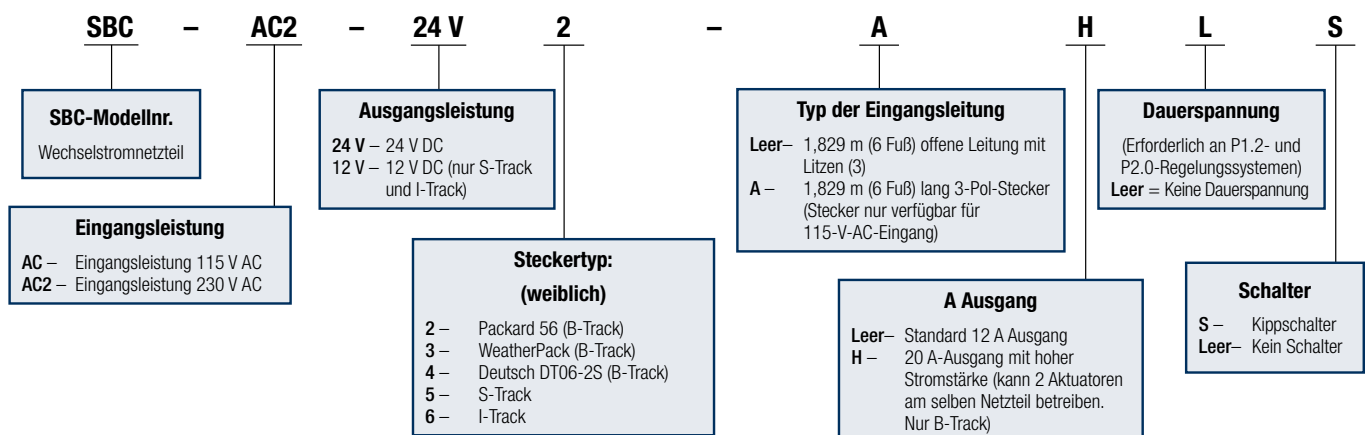 SBC – AC2 – 24 V 2 – A H L S
SBC-Modellnr.
Wechselstromnetzteil
Eingangsleistung
AC – Eingangsleistung 115 V AC
AC2 – Eingangsleistung 230 V AC
Ausgangsleistung
24 V – 24 V DC
12 V – 12 V DC (nur S-Track
und I-Track)
Steckertyp:
(weiblich)
2 – Packard 56 (B-Track)
3 – WeatherPack (B-Track)
4 – Deutsch DT06-2S (B-Track)
5 – S-Track
6 – I-Track
Typ der Eingangsleitung
Leer– 1,829 m (6 Fuß) offene Leitung mit
Litzen (3)
A – 1,829 m (6 Fuß) lang 3-Pol-Stecker
(Stecker nur verfügbar für
115-V-AC-Eingang)
A Ausgang
Leer– Standard 12 A Ausgang
H – 20 A-Ausgang mit hoher
Stromstärke (kann 2 Aktuatoren
am selben Netzteil betreiben.
Nur B-Track)
Dauerspannung
(Erforderlich an P1.2- und
P2.0-Regelungssystemen)
Leer = Keine Dauerspannung
Schalter
S – Kippschalter
Leer– Kein Schalter